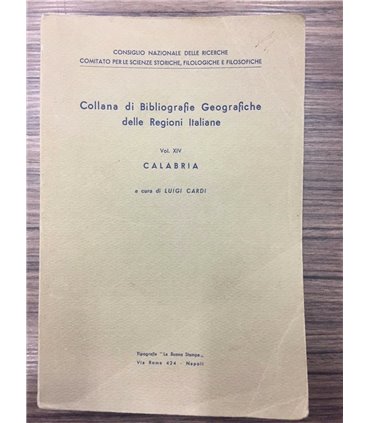 CONSIGLIO NAZIONALE DELLE RICERCHE
COMITATO PER LE SCIENZE STORICHE, FILOLOGICHE E FILOSOFICHE
Collana di Bibliografie Geografiche
delle Regioni Italiane
Vol. XIV
CALABRIA
a cura di LUIGI CARDI
Tipografia "La Buona Stampa„
Via Roma 424 - Napoli